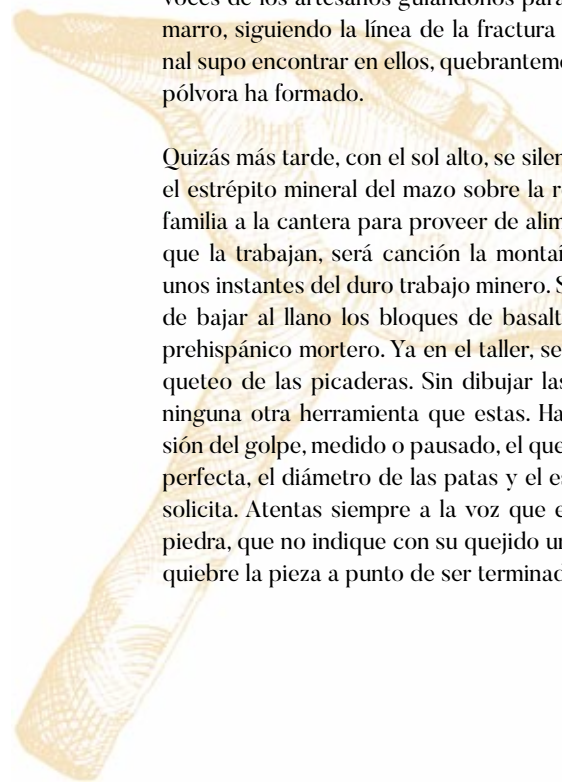 voces de los artesanos guiándonos para
marro, siguiendo la línea de la fractura
nal supo encontrar en ellos, quebrantem
pólvora ha formado.
Quizás más tarde, con el sol alto, se silen
el estrépito mineral del mazo sobre la r
familia a la cantera para proveer de alim
que la trabajan, será canción la montañ
unos instantes del duro trabajo minero. S
de bajar al llano los bloques de basalt
prehispánico mortero. Ya en el taller, se
queteo de las picaderas. Sin dibujar las
ninguna otra herramienta que estas. Ha
sión del golpe, medido o pausado, el que
perfecta, el diámetro de las patas y el es
solicita. Atentas siempre a la voz que e
piedra, que no indique con su quejido un
quiebre la pieza a punto de ser terminad